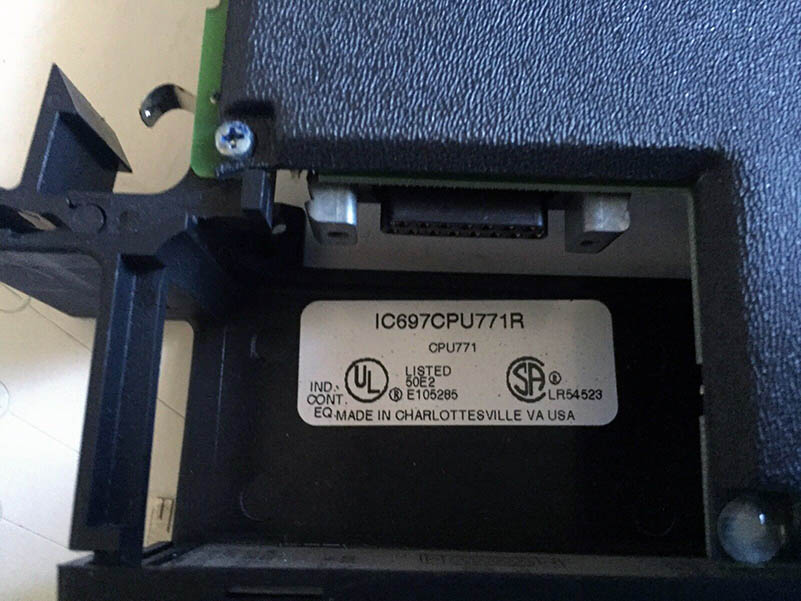 IC697CPU771R
CPU771
IND. CONT. EQ.
UL ®
LISTED
50E2
E105285
SA ®
LR54523
MADE IN CHARLOTTESVILLE VA USA